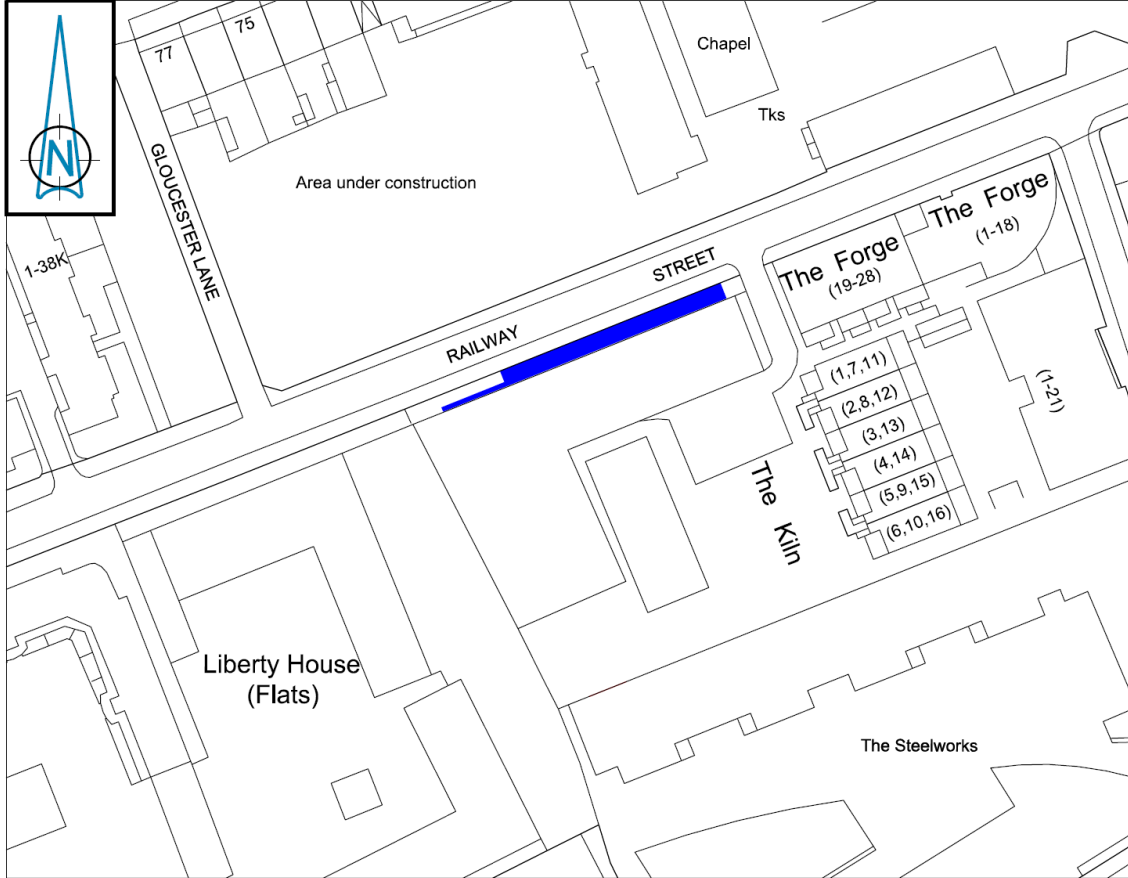 N
77
75
Chapel
Tks
GLOUCESTER LANE
Area under construction
1-38K
STREET
RAILWAY
The Forge
(1-18)
The Forge
(19-28)
(1,7,11)
(2,8,12)
(3,13)
(4,14)
(5,9,15)
(6,10,16)
(1-21)
The Kiln
Liberty House
(Flats)
The Steelworks